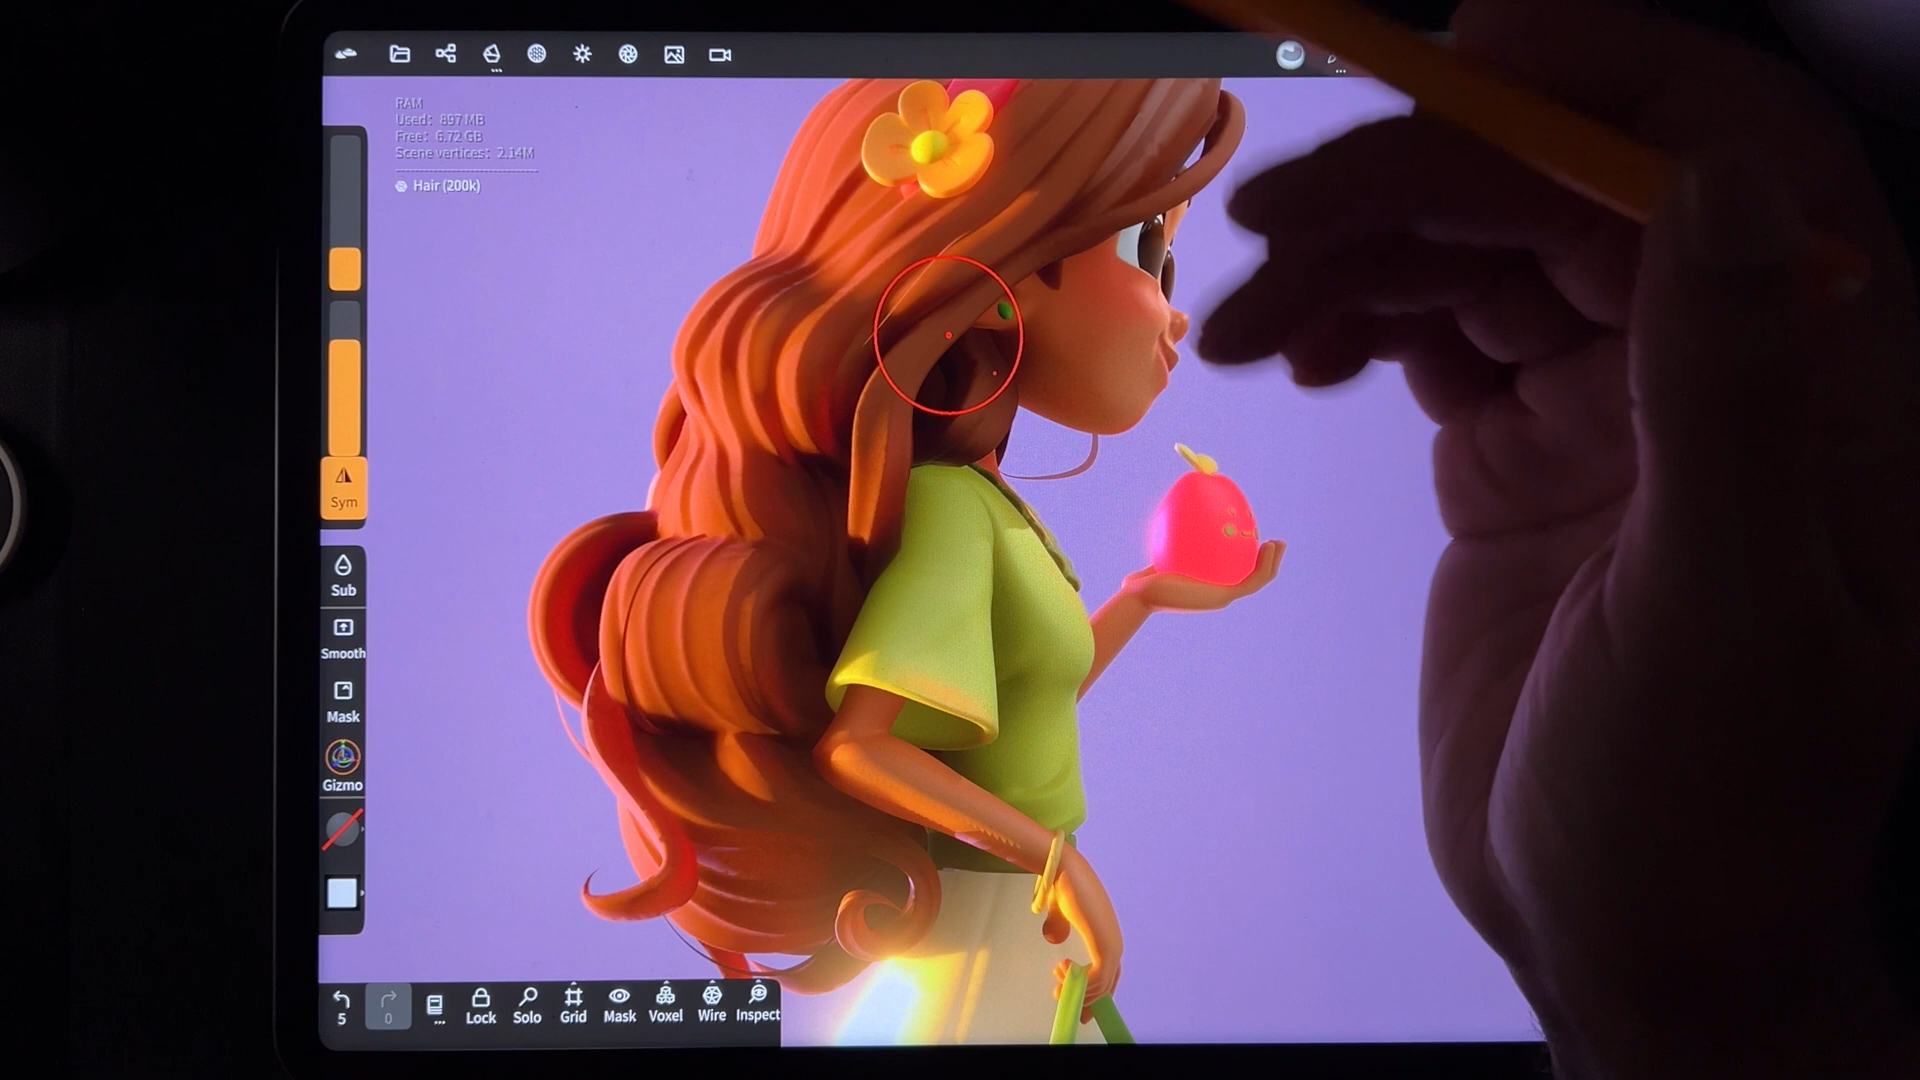 RAM
Used: 897 MB
Free: 6.72 GB
Scene vertices: 2.14M
Hair (200k)
Sym
Sub
Smooth
Mask
Gizmo
5
0
Lock
Solo
Grid
Mask
Voxel
Wire
Inspect